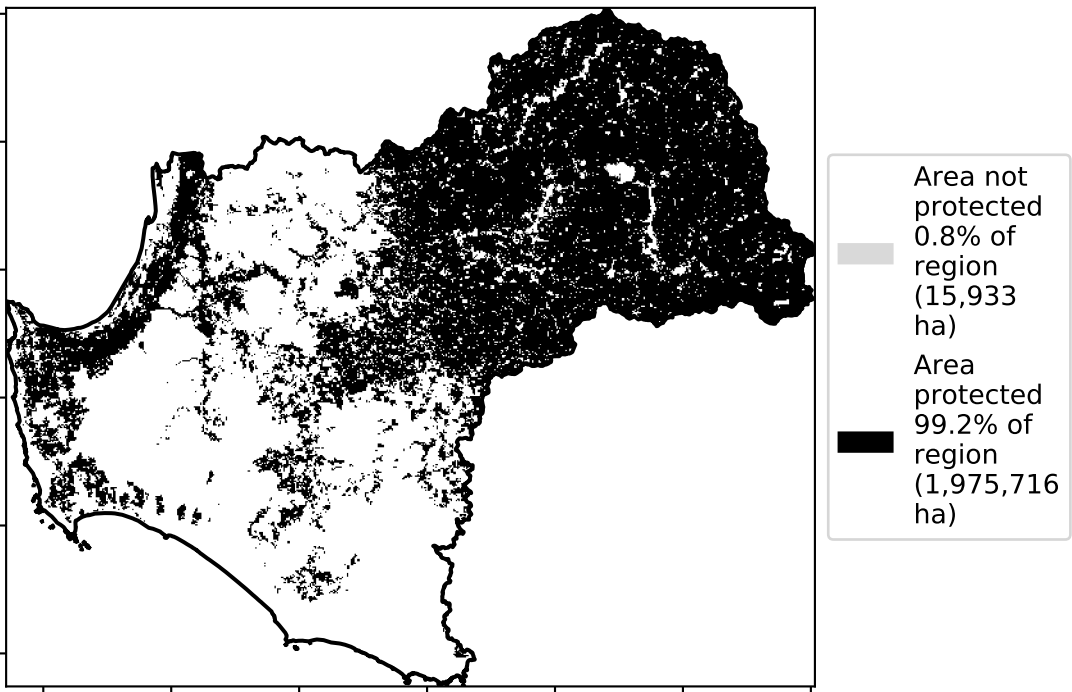 Area not
protected
0.8% of
region
(15,933
ha)
Area
protected
99.2% of
region
(1,975,716
ha)